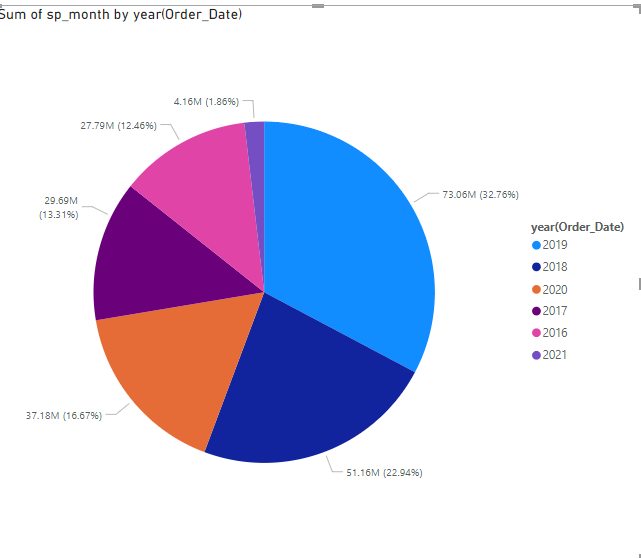 Sum of sp_month by year(Order_Date)
4.16M (1.86%)
27.79M (12.46%)
29.69M
(13.31%)
73.06M (32.76%)
year(Order_Date)
2019
2018
2020
2017
2016
2021
37.18M (16.67%)
51.16M (22.94%)